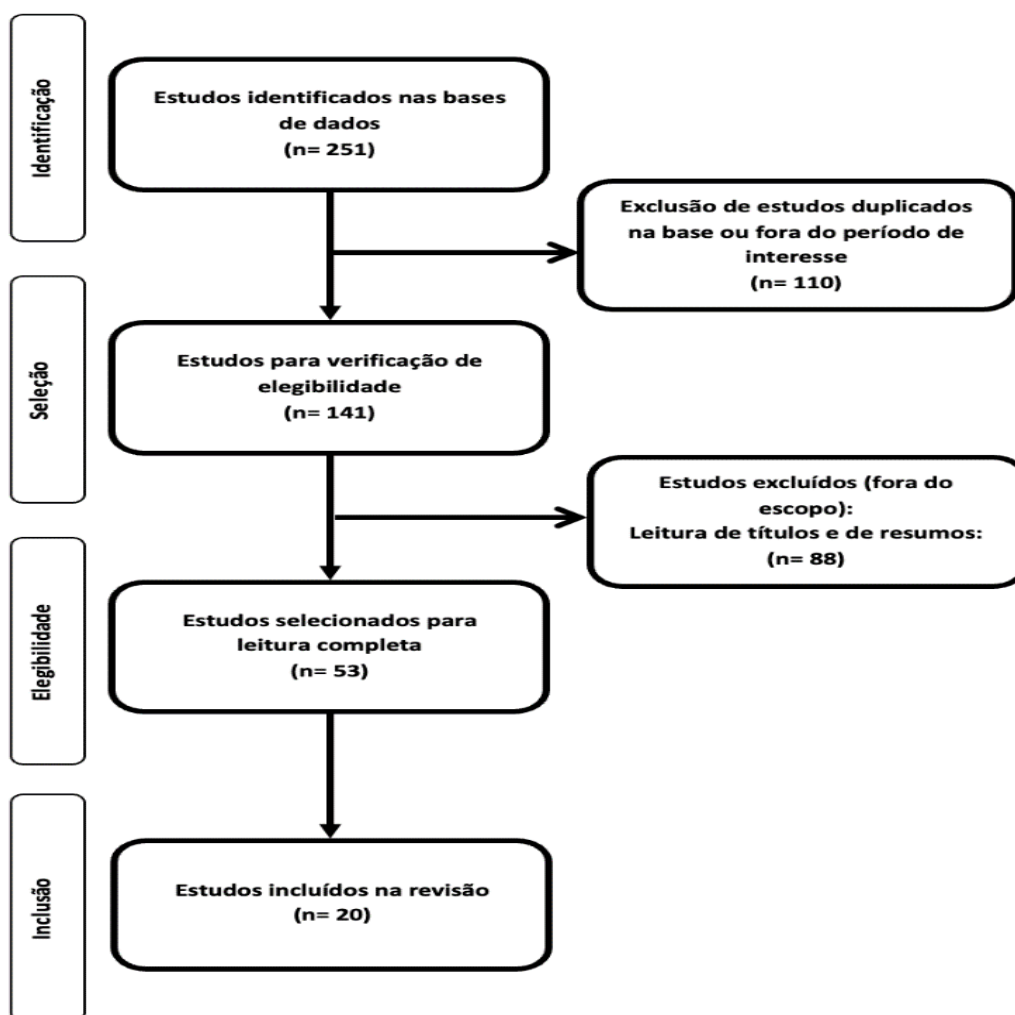 Identificação
Estudos identificados nas bases
de dados
(n= 251)
Exclusão de estudos duplicados
na base ou fora do período de
interesse
(n= 110)
Seleção
Estudos para verificação de
elegibilidade
(n= 141)
Estudos excluídos (fora do
escopo):
Leitura de títulos e de resumos:
(n= 88)
Elegibilidade
Estudos selecionados para
leitura completa
(n= 53)
Inclusão
Estudos incluídos na revisão
(n= 20)